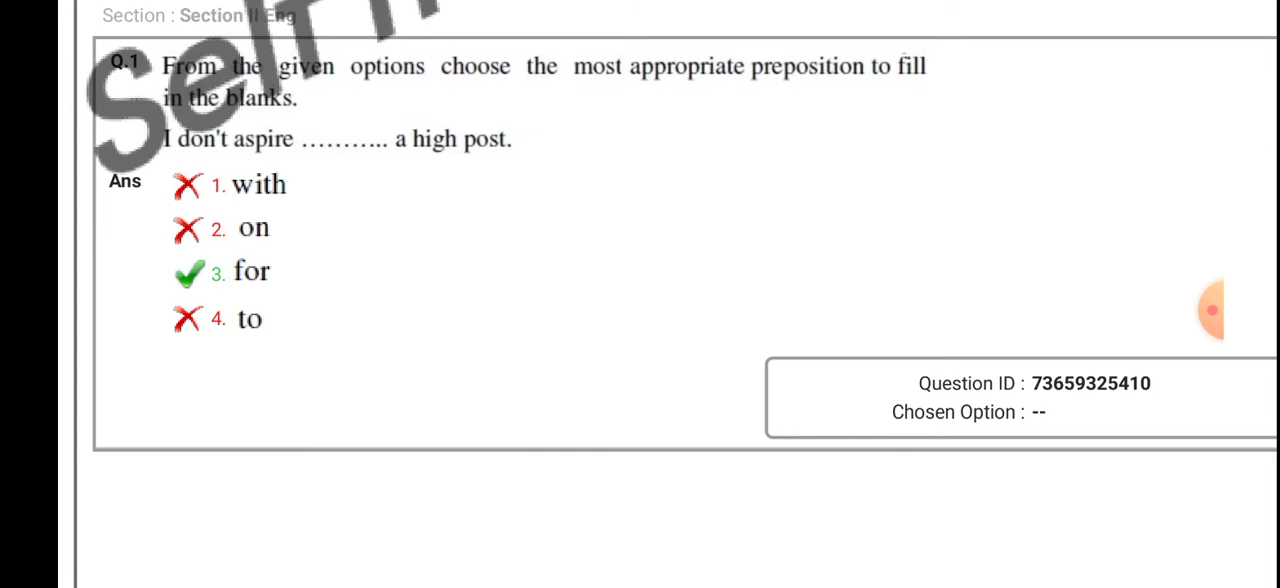 Section : Section II Eng
Q.1 From the given options choose the most appropriate preposition to fill
in the blanks.
I don't aspire ........... a high post.
Ans 1. with
2. on
3. for
4. to
Question ID : 73659325410
Chosen Option : --